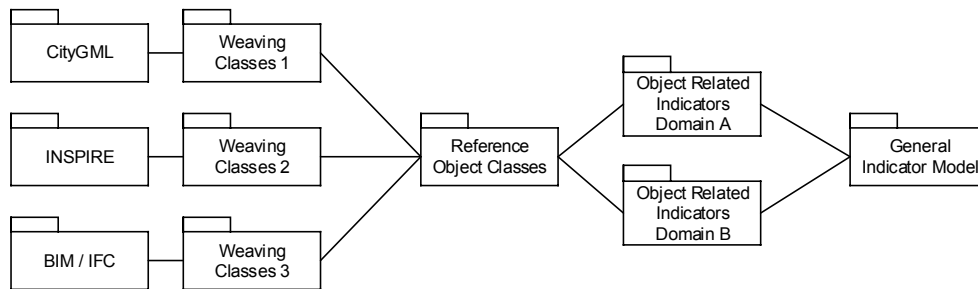 CityGML
Weaving
Classes 1
INSPIRE
Weaving
Classes 2
BIM / IFC
Weaving
Classes 3
Reference
Object Classes
Object Related
Indicators
Domain A
Object Related
Indicators
Domain B
General
Indicator Model